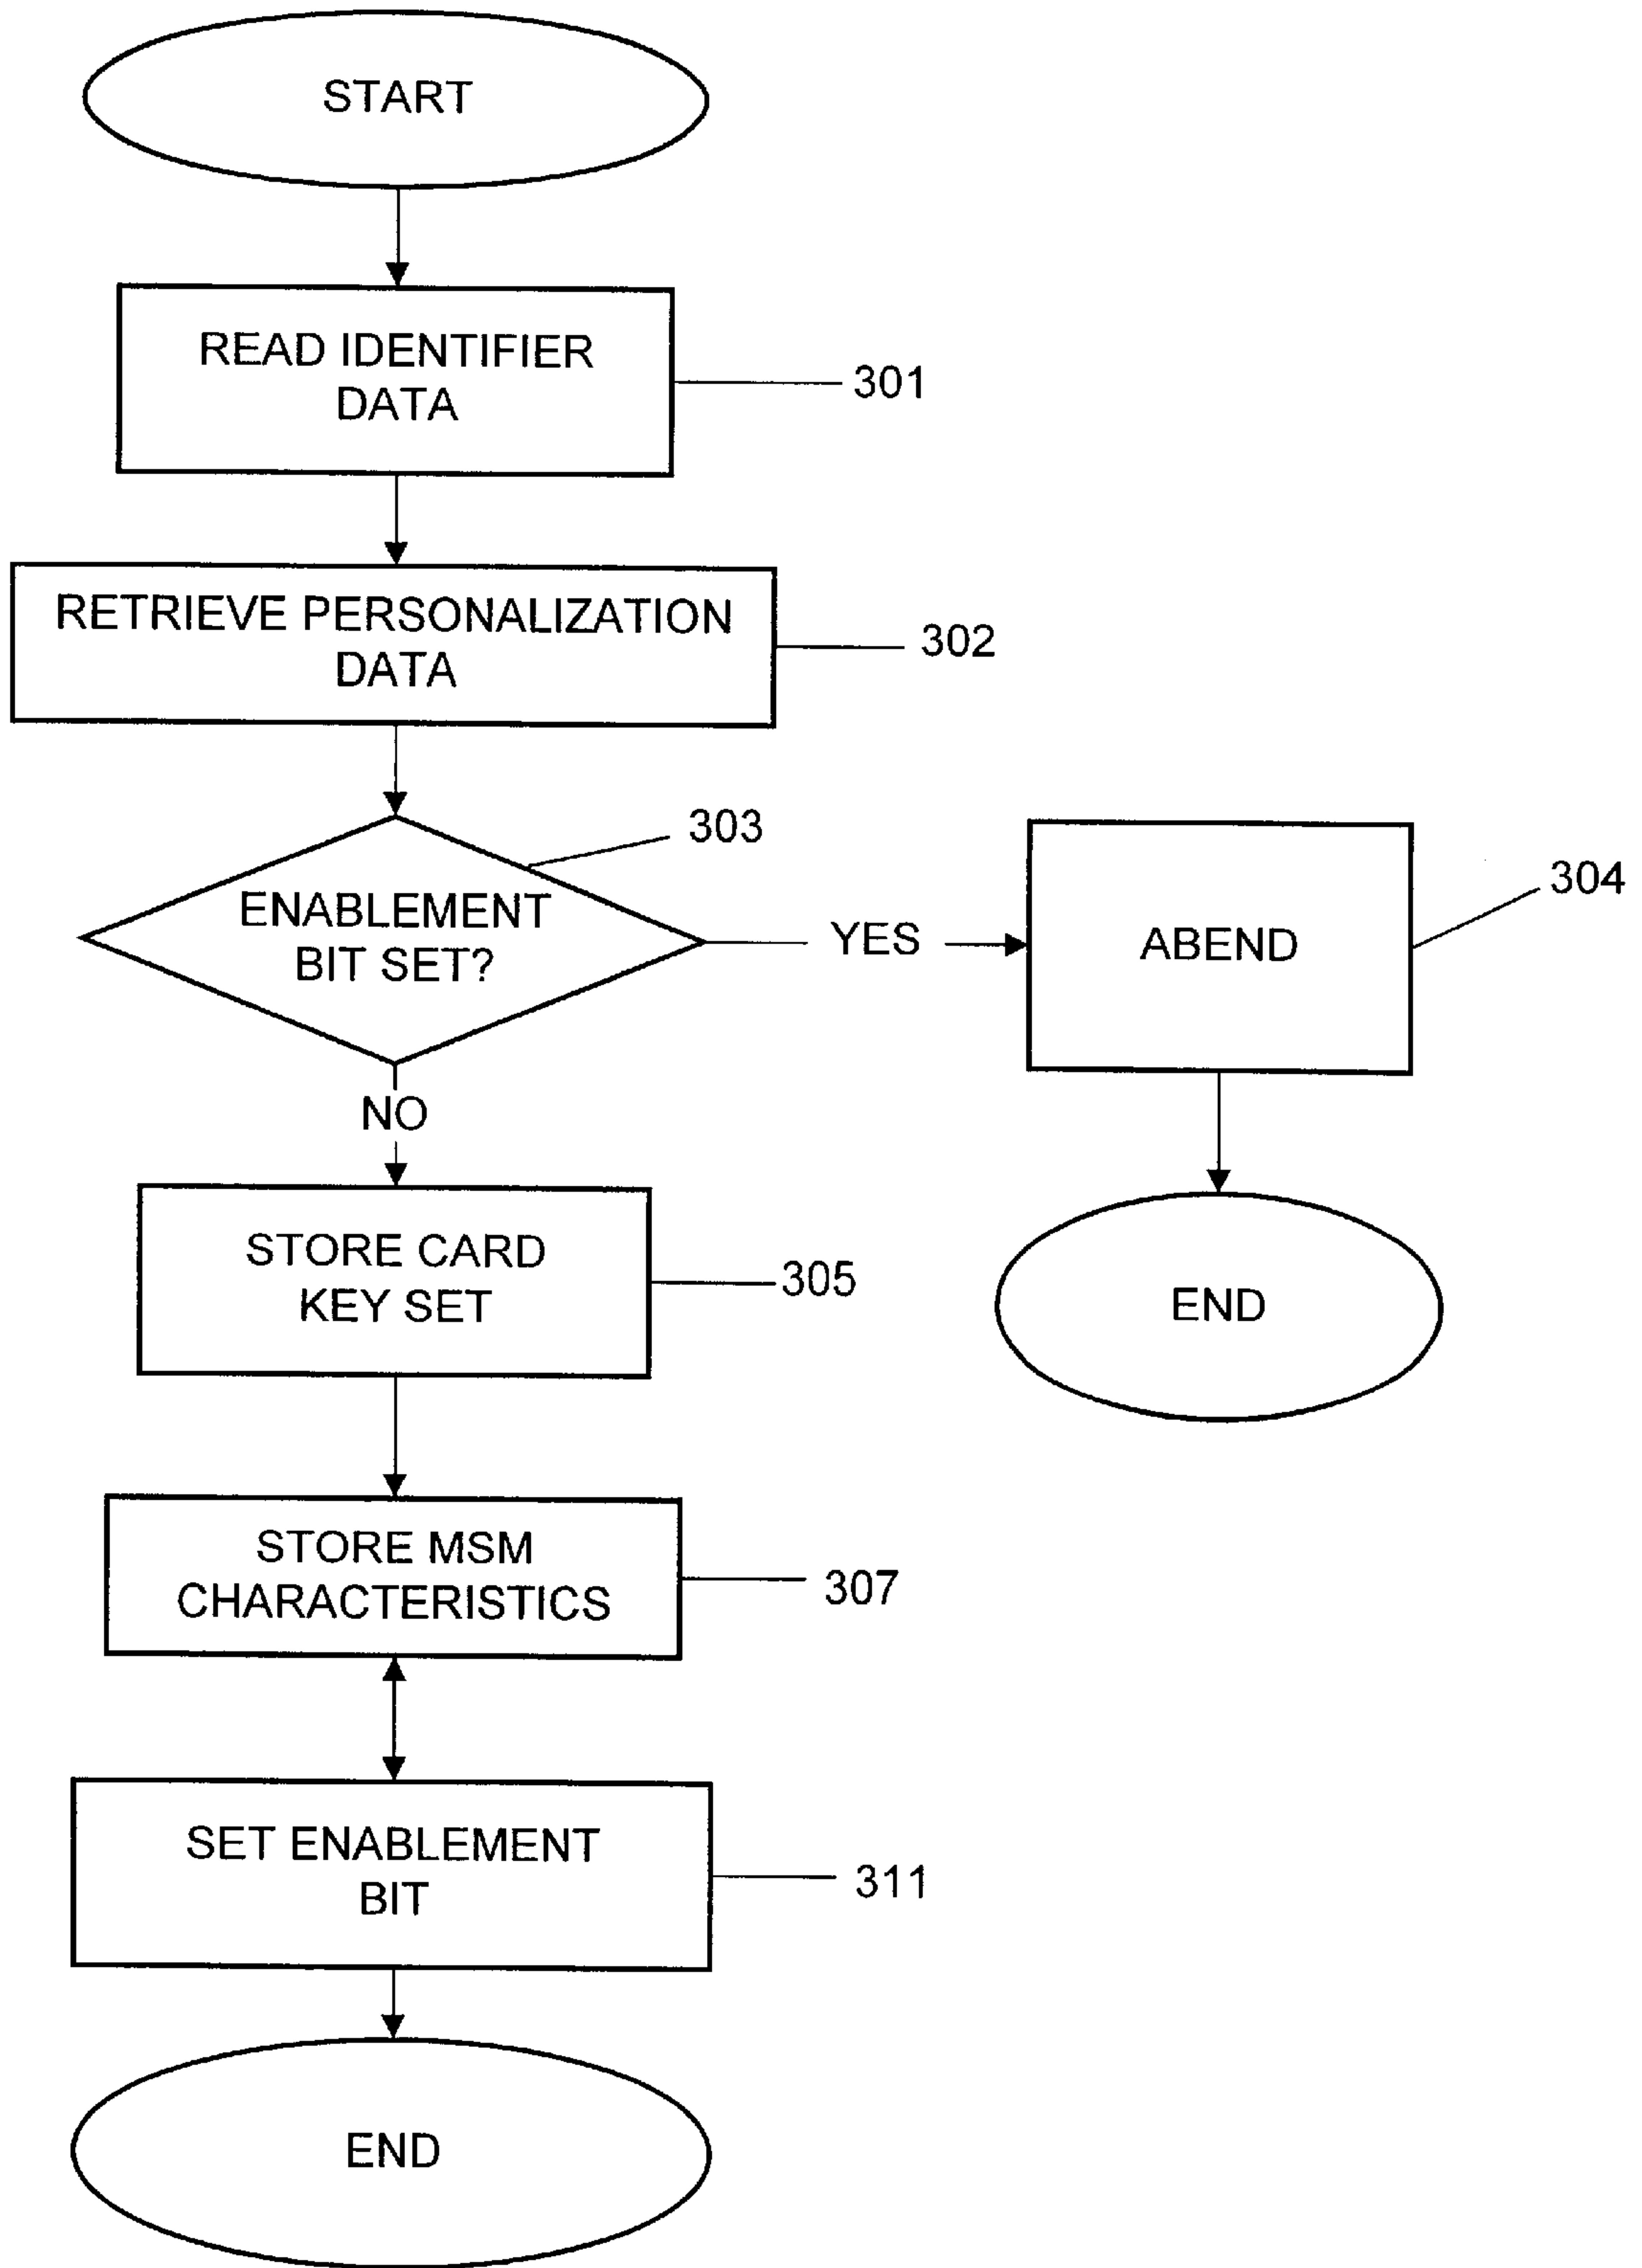 START
READ IDENTIFIER
DATA
301
RETRIEVE PERSONALIZATION
DATA
302
303
ENABLEMENT
BIT SET?
YES
ABEND
304
NO
END
STORE CARD
KEY SET
305
STORE MSM
CHARACTERISTICS
307
SET ENABLEMENT
BIT
311
END